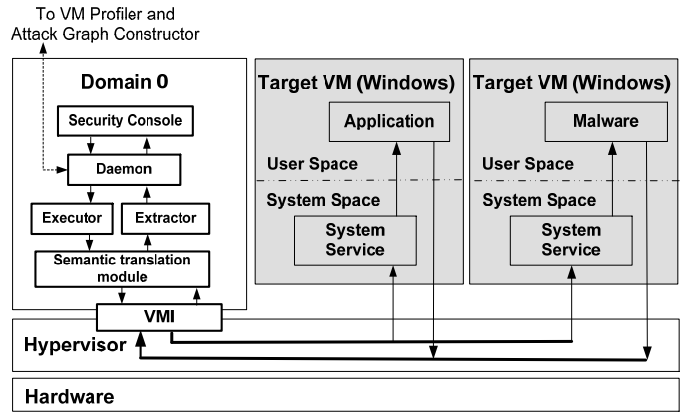 To VM Profiler and
Attack Graph Constructor
Domain 0
Security Console
Daemon
Executor
Extractor
Semantic translation
module
VMI
Target VM (Windows)
Application
User Space
System Space
System
Service
Target VM (Windows)
Malware
User Space
System Space
System
Service
Hypervisor
Hardware